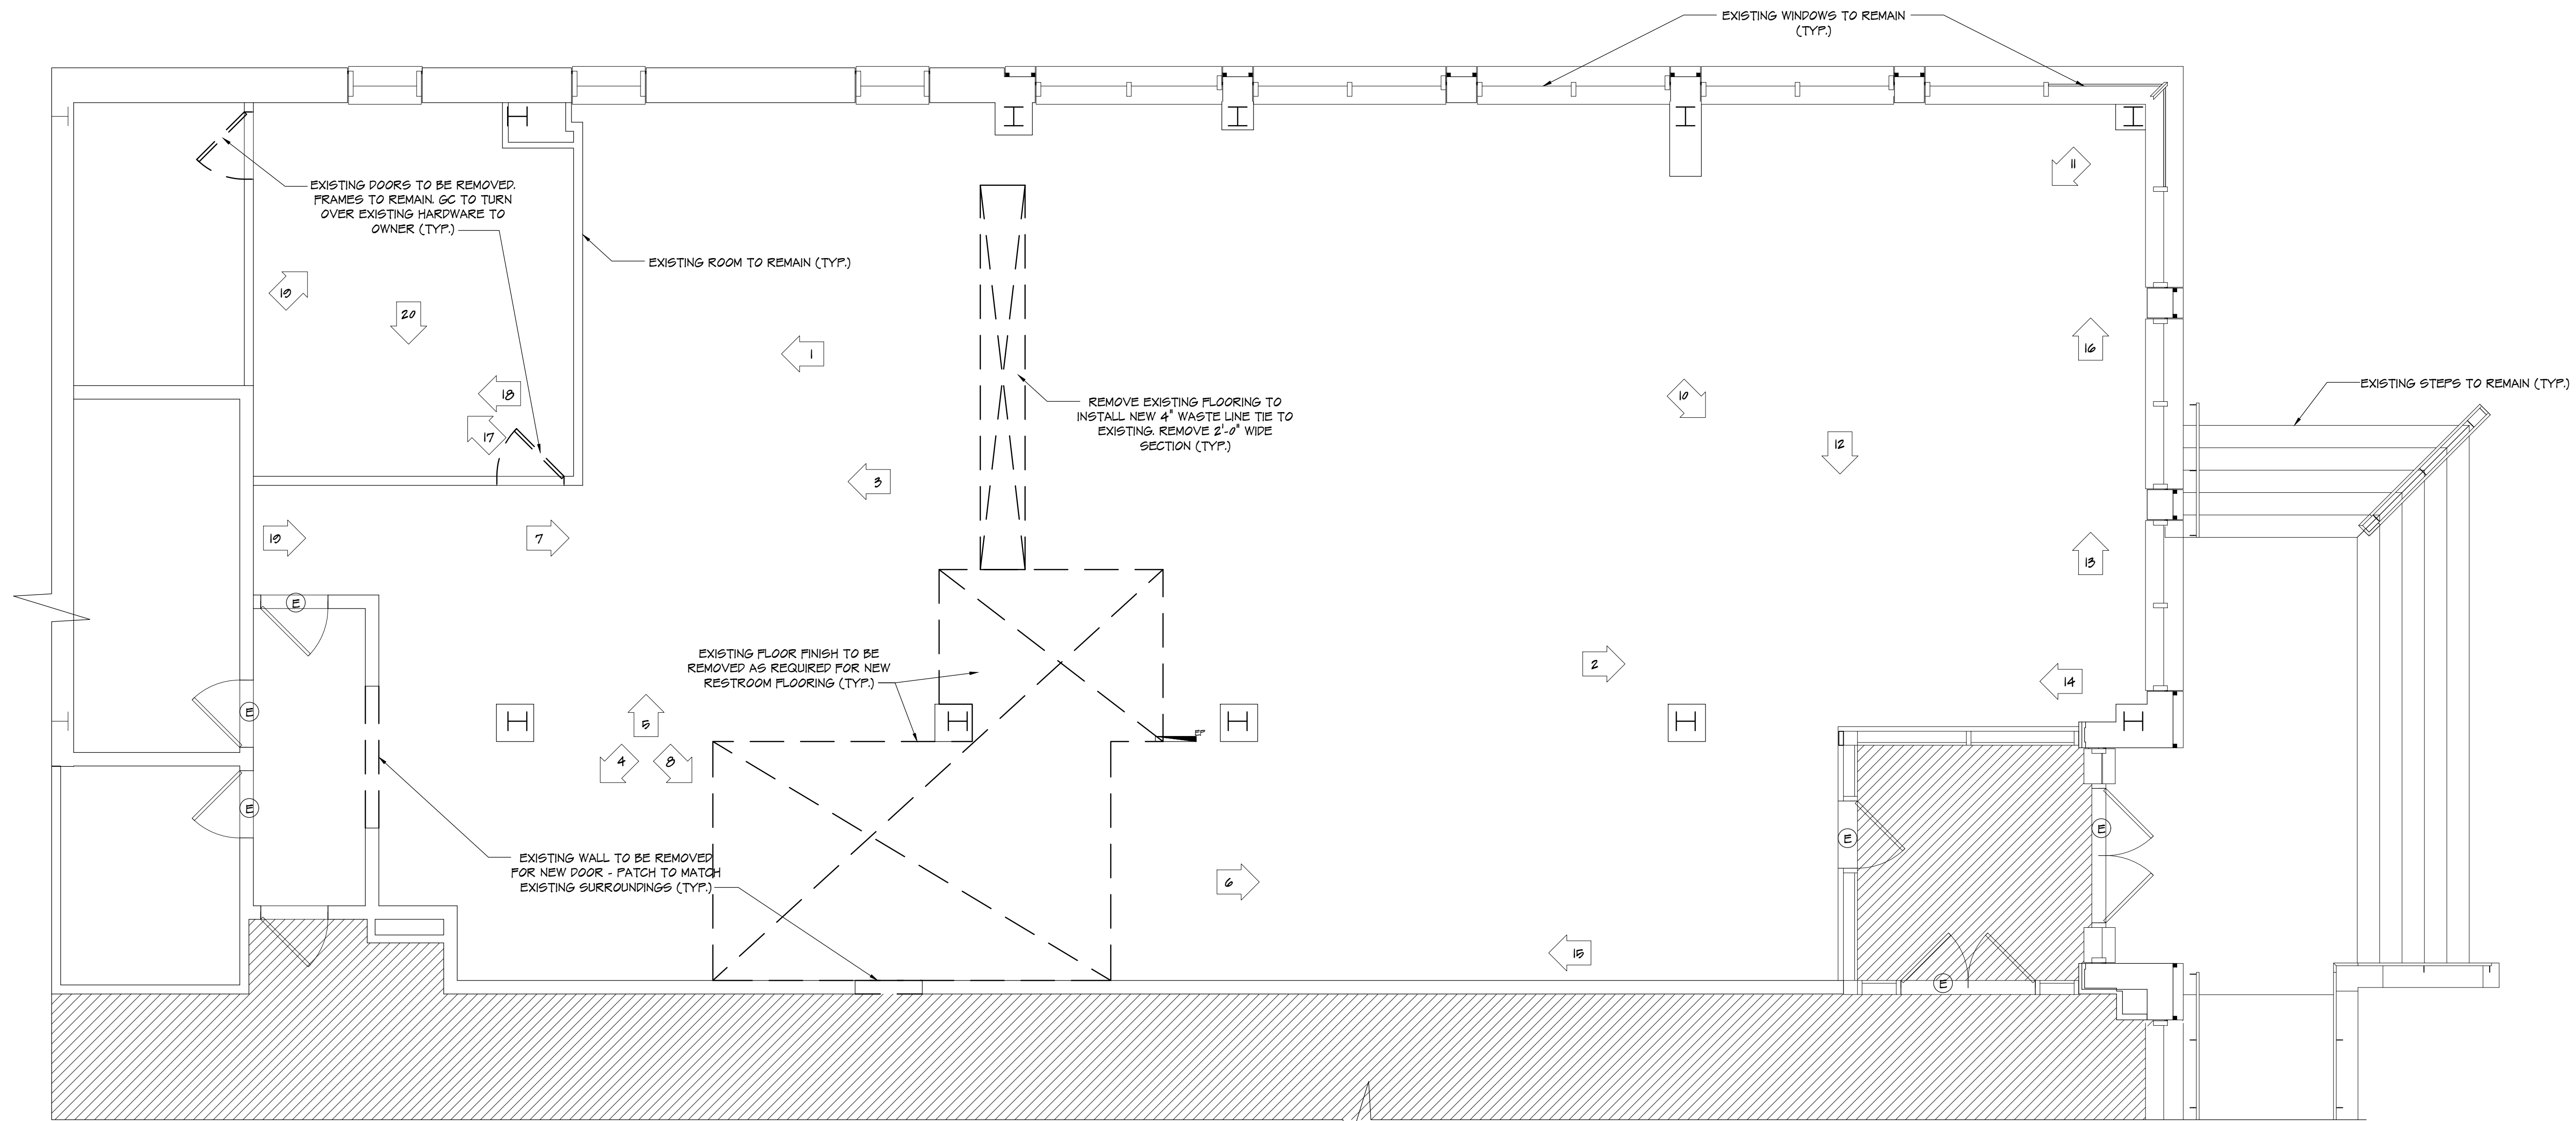 EXISTING WINDOWS TO REMAIN
(TYP.)
11
EXISTING DOORS TO BE REMOVED.
FRAMES TO REMAIN. GC TO TURN
OVER EXISTING HARDWARE TO
OWNER (TYP.)
EXISTING ROOM TO REMAIN (TYP.)
19
20
1
16
18
17
10
REMOVE EXISTING FLOORING TO
INSTALL NEW 4" WASTE LINE TIE TO
EXISTING. REMOVE 2'-0" WIDE
SECTION (TYP.)
EXISTING STEPS TO REMAIN (TYP.)
12
3
19
7
13
E
EXISTING FLOOR FINISH TO BE
REMOVED AS REQUIRED FOR NEW
RESTROOM FLOORING (TYP.)
2
14
E
5
EP
4
8
E
E
E
EXISTING WALL TO BE REMOVED
FOR NEW DOOR - PATCH TO MATCH
EXISTING SURROUNDINGS (TYP.)
6
15
E